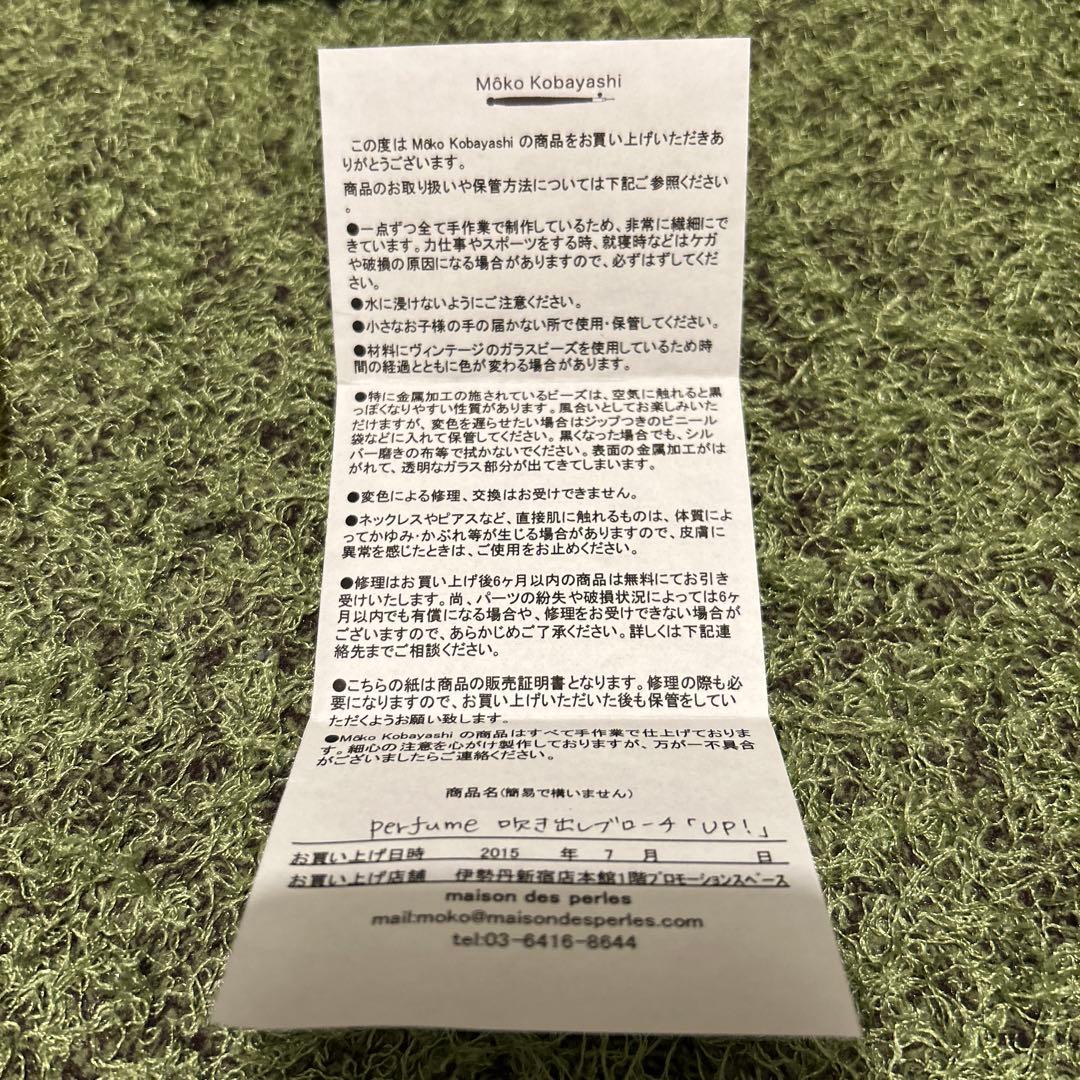 Môko Kobayashi
この度は Môko Kobayashi の商品をお買い上げいただきあ
りがとうございます。
商品のお取り扱いや保管方法については下記ご参照ください
。
●一点ずつ全て手作業で制作しているため、非常に繊細にで
きています。力仕事やスポーツをする時、就寝時などはケガ
や破損の原因になる場合がありますので、必ずはずしてくだ
さい。
●水に浸けないようにご注意ください。
●小さなお子様の手の届かない所で使用・保管してください。
●材料にヴィンテージのガラスビーズを使用しているため時
間の経過とともに色が変わる場合があります。
●特に金属加工の施されているビーズは、空気に触れると黒
っぽくなりやすい性質があります。風合いとしてお楽しみいた
だけますが、変色を遅らせたい場合はジップつきのビニール
袋などに入れて保管してください。黒くなった場合でも、シル
バー磨きの布等で拭かないでください。表面の金属加工がは
がれて、透明なガラス部分が出てきてしまいます。
●変色による修理、交換はお受けできません。
●ネックレスやピアスなど、直接肌に触れるものは、体質によ
ってかゆみ・かぶれ等が生じる場合がありますので、皮膚に
異常を感じたときは、ご使用をお止めください。
●修理はお買い上げ後6ヶ月以内の商品は無料にてお引き
受けいたします。尚、パーツの紛失や破損状況によっては6ヶ
月以内でも有償になる場合や、修理をお受けできない場合が
ございますので、あらかじめご了承ください。詳しくは下記連
絡先までご相談ください。
●こちらの紙は商品の販売証明書となります。修理の際も必
要になりますので、お買い上げいただいた後も保管をしてい
ただくようお願い致します。
●Môko Kobayashi の商品はすべて手作業で仕上げておりま
す。細心の注意を心がけ製作しておりますが、万が一不具合
がございましたらご連絡ください。
商品名(簡易で構いません)
perfume 吹き出しブローチ「UP!」
お買い上げ日時 2015 年 7 月 日
お買い上げ店舗 伊勢丹新宿店本館1階プロモーションスペース
maison des perles
mail:moko@maisondesperles.com
tel:03-6416-8644